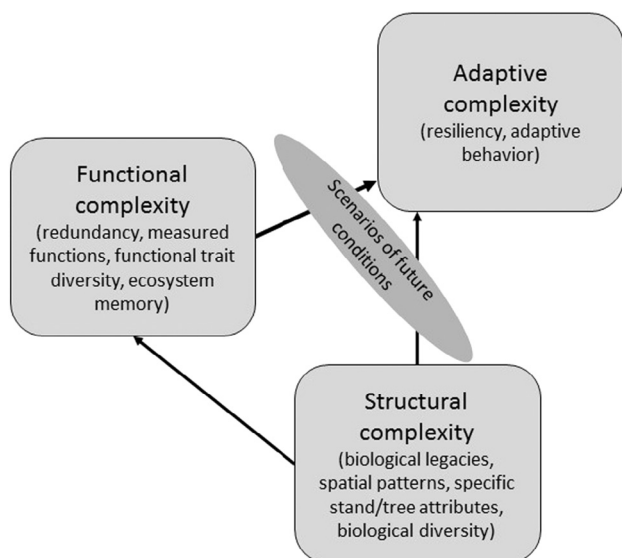 Adaptive
complexity
(resiliency, adaptive
behavior)
Functional
complexity
(redundancy, measured
functions, functional trait
diversity, ecosystem
memory)
Scenarios of future
conditions
Structural
complexity
(biological legacies,
spatial patterns, specific
stand/tree attributes,
biological diversity)